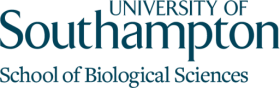 UNIVERSITY OF
Southampton
School of Biological Sciences